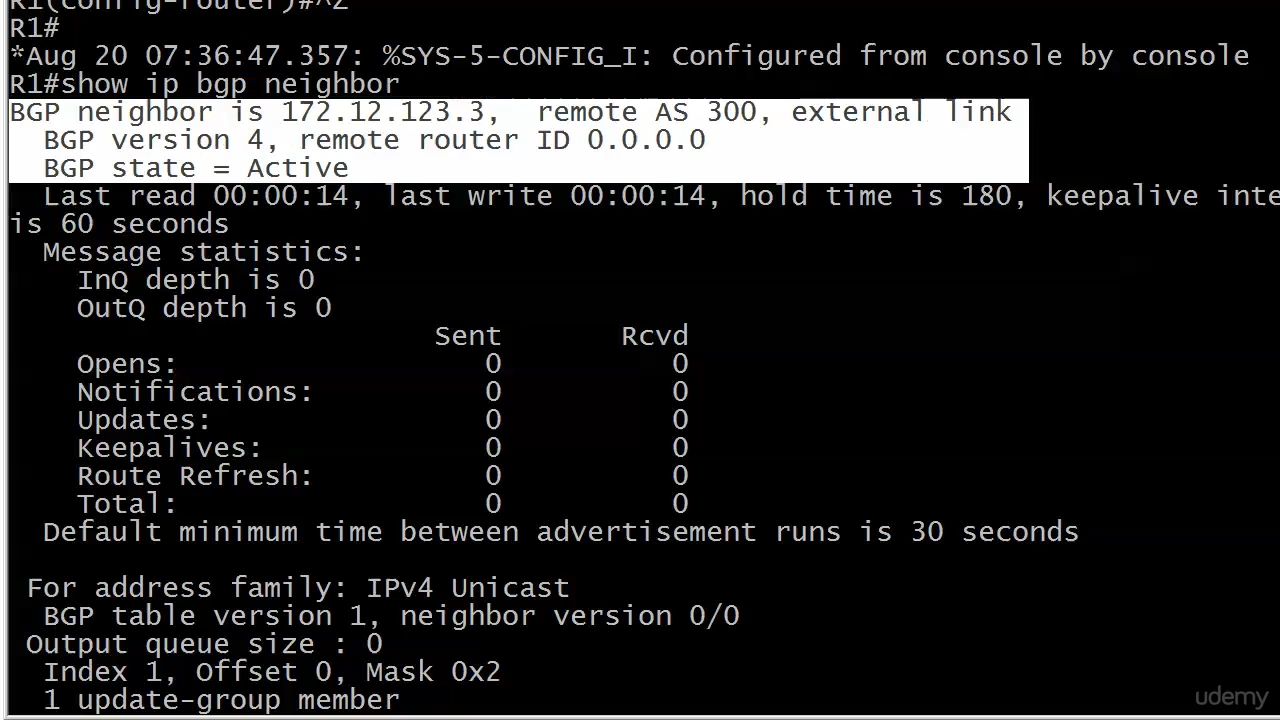 R1(config-router)#^Z
R1#
*Aug 20 07:36:47.357: %SYS-5-CONFIG_I: Configured from console by console
R1#show ip bgp neighbor
BGP neighbor is 172.12.123.3,  remote AS 300, external link
  BGP version 4, remote router ID 0.0.0.0
  BGP state = Active
  Last read 00:00:14, last write 00:00:14, hold time is 180, keepalive inte
is 60 seconds
  Message statistics:
    InQ depth is 0
    OutQ depth is 0
                         Sent       Rcvd
    Opens:                  0          0
    Notifications:          0          0
    Updates:                0          0
    Keepalives:             0          0
    Route Refresh:          0          0
    Total:                  0          0
  Default minimum time between advertisement runs is 30 seconds
 For address family: IPv4 Unicast
  BGP table version 1, neighbor version 0/0
 Output queue size : 0
  Index 1, Offset 0, Mask 0x2
  1 update-group member
udemy